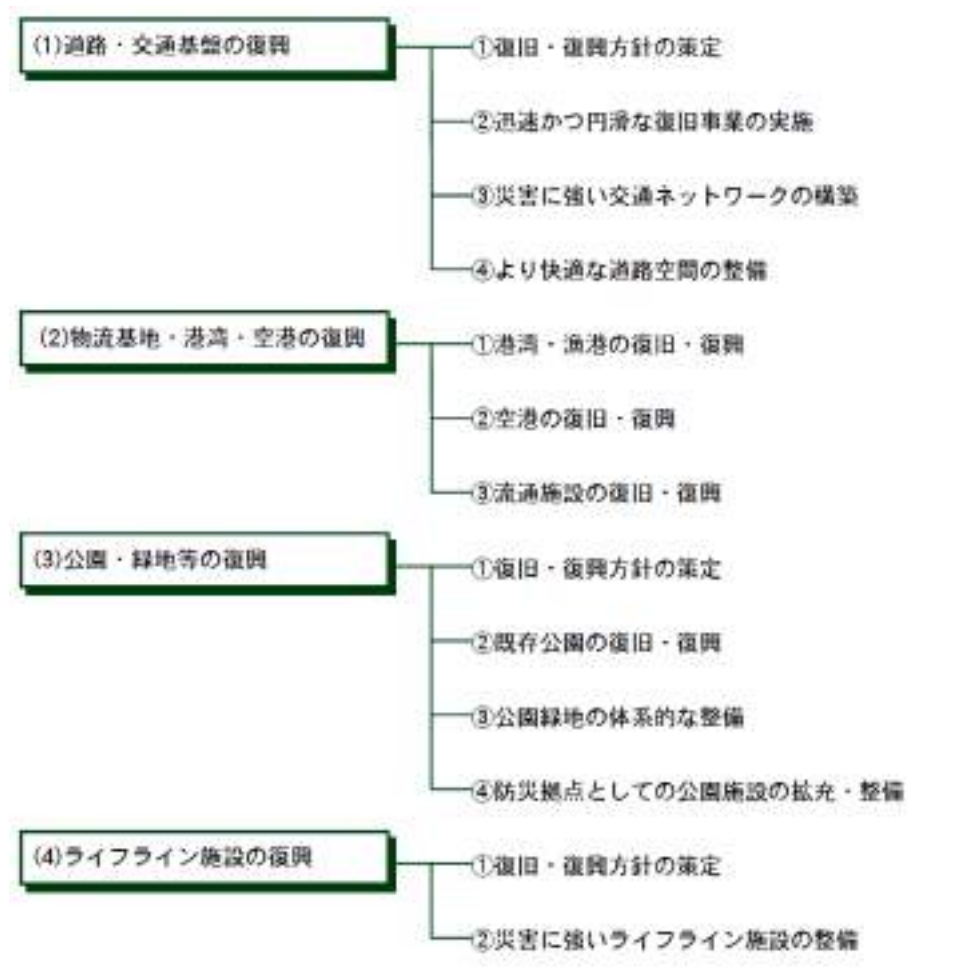 (1)道路・交通基盤の復興
①復旧・復興方針の策定
②迅速かつ円滑な復旧事業の実施
③災害に強い交通ネットワークの構築
④より快適な道路空間の整備
(2)物流基地・港湾・空港の復興
①港湾・漁港の復旧・復興
②空港の復旧・復興
③流通施設の復旧・復興
(3)公園・緑地等の復興
①復旧・復興方針の策定
②既存公園の復旧・復興
③公園緑地の体系的な整備
④防災拠点としての公園施設の拡充・整備
(4)ライフライン施設の復興
①復旧・復興方針の策定
②災害に強いライフライン施設の整備